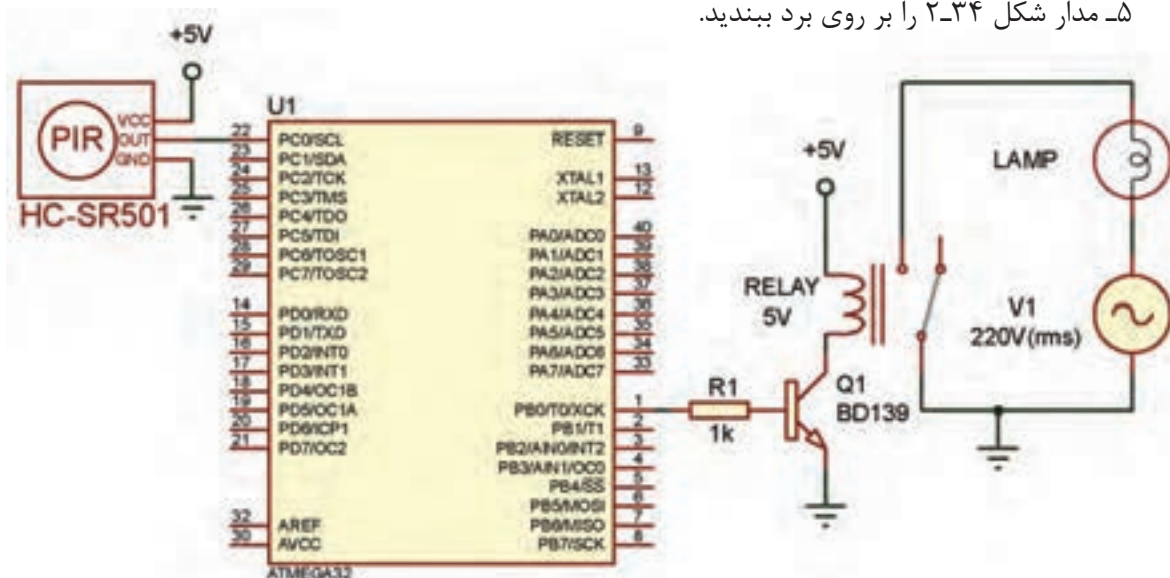 ۵ـ مدار شکل ۳۴ـ۲ را بر روی برد ببندید.
+5V
PIR
VCC
OUT
GND
HC-SR501
U1
22 PC0/SCL
23 PC1/SDA
24 PC2/TCK
25 PC3/TMS
26 PC4/TDO
27 PC5/TDI
28 PC6/TOSC1
29 PC7/TOSC2
14 PD0/RXD
15 PD1/TXD
16 PD2/INT0
17 PD3/INT1
18 PD4/OC1B
19 PD5/OC1A
20 PD6/ICP1
21 PD7/OC2
32 AREF
30 AVCC
RESET 9
XTAL1 13
XTAL2 12
PA0/ADC0 40
PA1/ADC1 39
PA2/ADC2 38
PA3/ADC3 37
PA4/ADC4 36
PA5/ADC5 35
PA6/ADC6 34
PA7/ADC7 33
PB0/T0/XCK 1
PB1/T1 2
PB2/AIN0/INT2 3
PB3/AIN1/OC0 4
PB4/SS 5
PB5/MOSI 6
PB6/MISO 7
PB7/SCK 8
ATMEGA32
R1
1k
+5V
RELAY
5V
Q1
BD139
LAMP
V1
220V(rms)